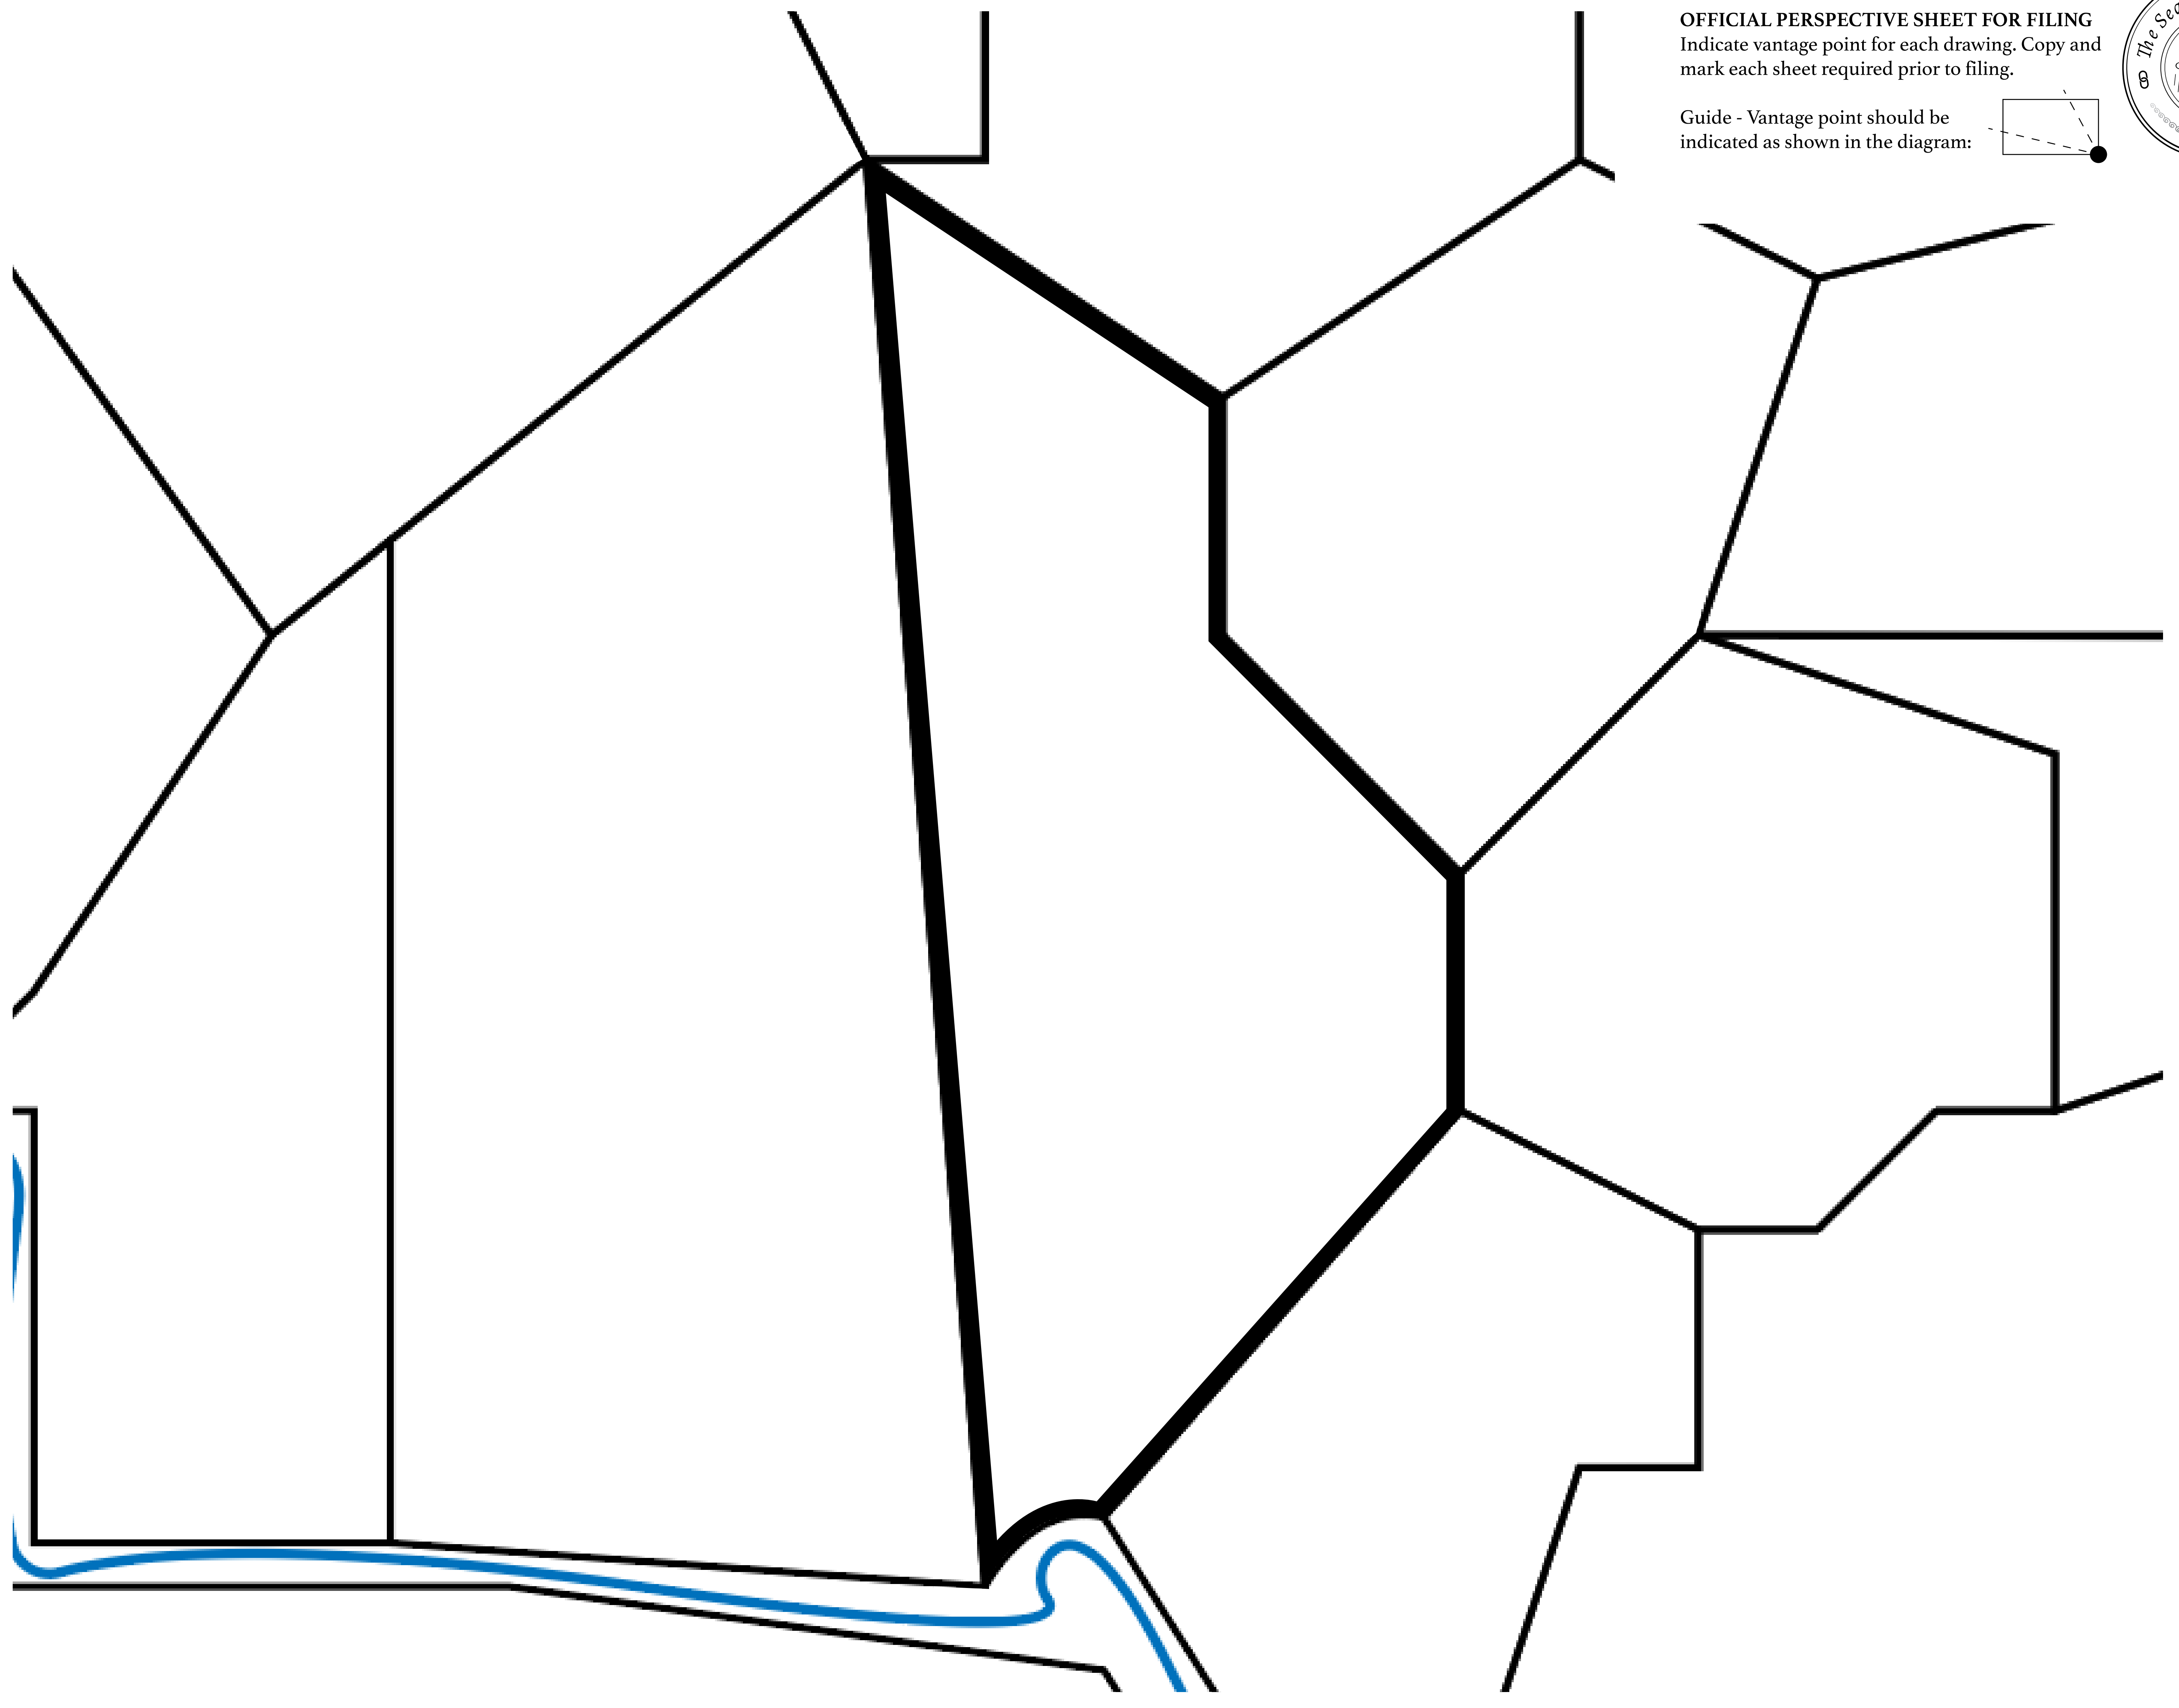 OFFICIAL PERSPECTIVE SHEET FOR FILING
Indicate vantage point for each drawing. Copy and
mark each sheet required prior to filing.
Guide - Vantage point should be
indicated as shown in the diagram:
The